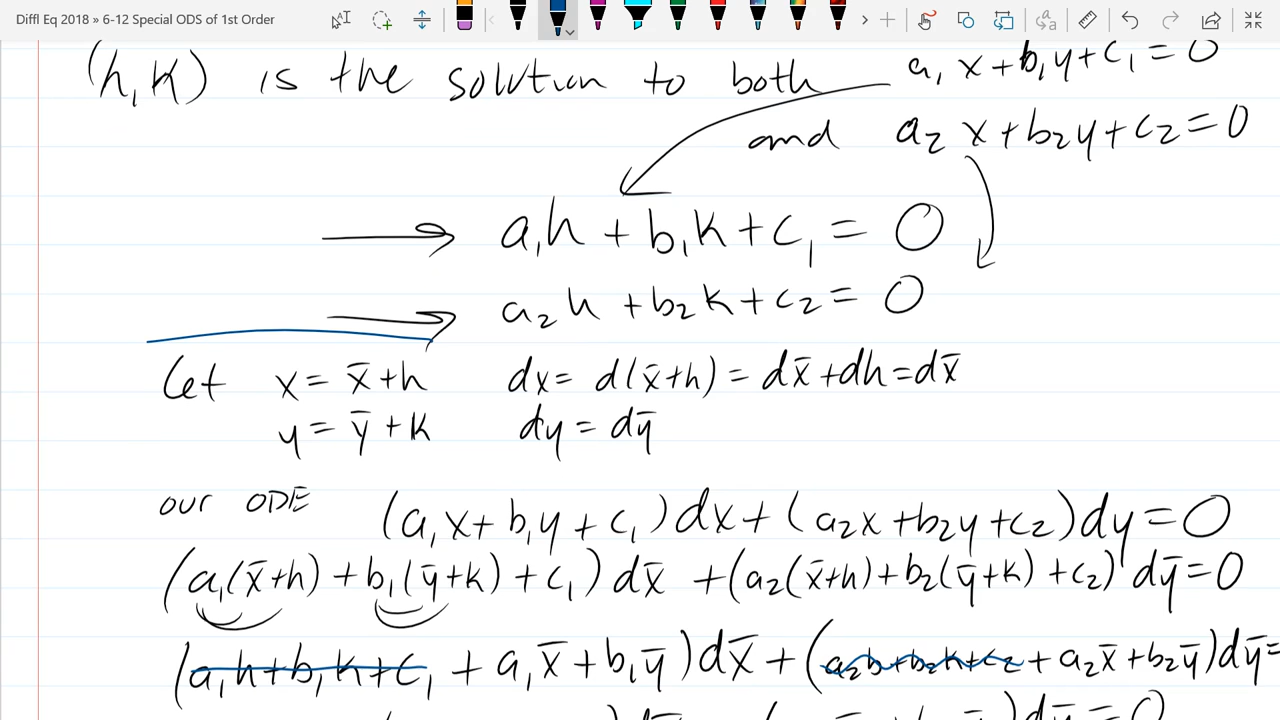 Diffl Eq 2018 » 6-12 Special ODS of 1st Order
(h,k) is the solution to both a₁x+b₁y+c₁=0
and a₂x+b₂y+c₂=0
a₁h+b₁k+c₁=0
a₂h+b₂k+c₂=0
Let x=x̄+h dx=d(x̄+h)=dx̄+dh=dx̄
y=ȳ+k dy=dȳ
our ODE (a₁x+b₁y+c₁)dx+(a₂x+b₂y+c₂)dy=0
(a₁(x̄+h)+b₁(ȳ+k)+c₁)dx̄+(a₂(x̄+h)+b₂(ȳ+k)+c₂)dȳ=0
(a₁h+b₁k+c₁+a₁x̄+b₁ȳ)dx̄+(a₂h+b₂k+c₂+a₂x̄+b₂ȳ)dȳ=
)dȳ=0